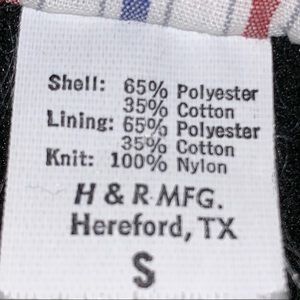 Shell: 65% Polyester
35% Cotton
Lining: 65% Polyester
35% Cotton
Knit: 100% Nylon
H & R MFG.
Hereford, TX
S